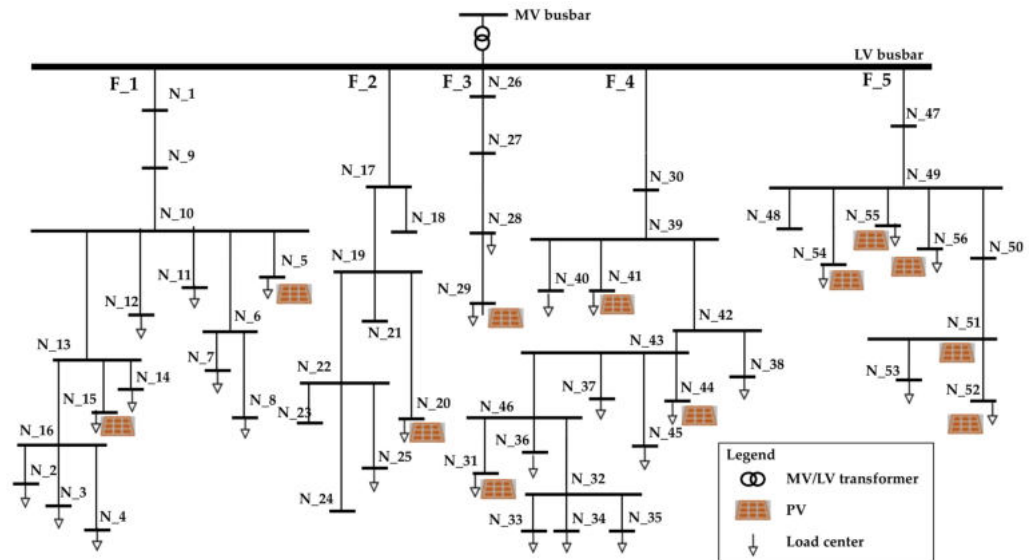 MV busbar
LV busbar
F_1
F_2
F_3
F_4
F_5
N_1
N_26
N_47
N_9
N_27
N_17
N_30
N_49
N_10
N_18
N_28
N_39
N_48
N_55
N_56
N_50
N_54
N_5
N_11
N_12
N_19
N_29
N_40
N_41
N_6
N_21
N_42
N_51
N_13
N_7
N_14
N_22
N_43
N_38
N_53
N_52
N_15
N_8
N_23
N_20
N_37
N_44
N_16
N_46
N_36
N_45
N_2
N_25
N_31
N_3
N_24
N_32
N_4
N_33
N_34
N_35
Legend
MV/LV transformer
PV
Load center